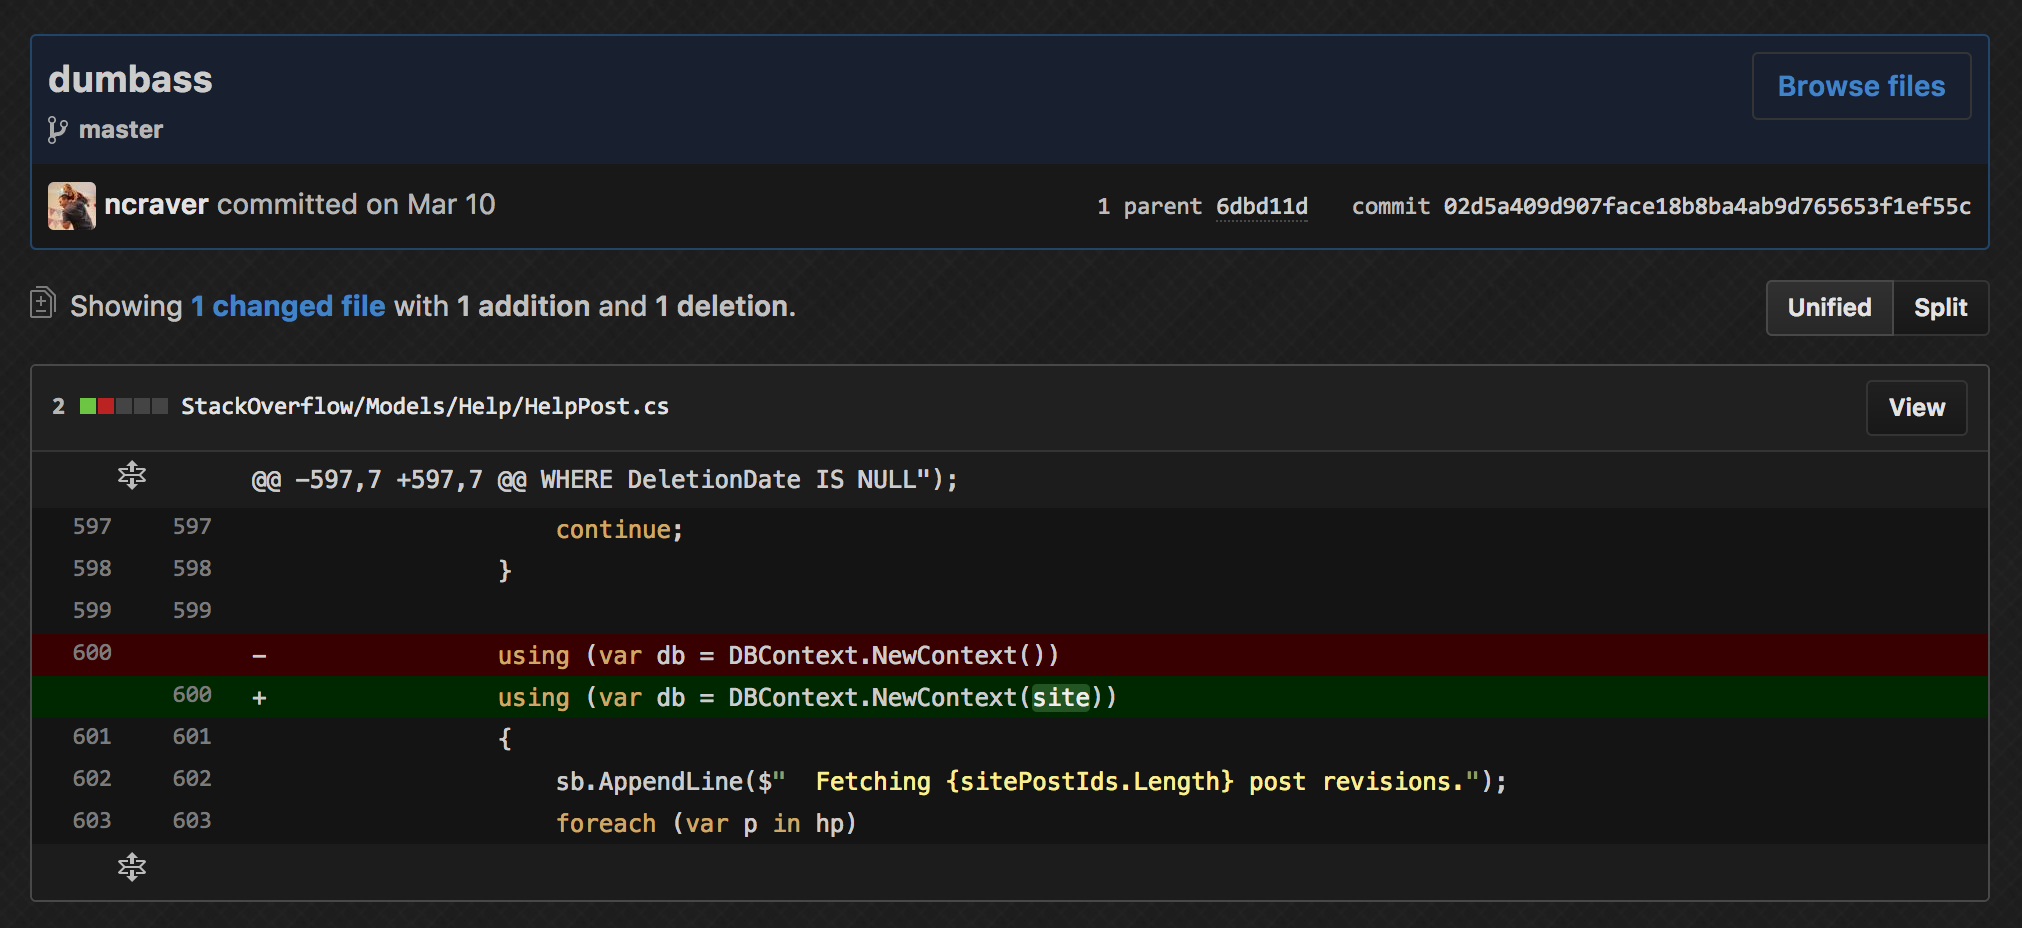 dumbass
Browse files
master
ncraver committed on Mar 10
1 parent 6dbd11d commit 02d5a409d907face18b8ba4ab9d765653f1ef55c
Showing 1 changed file with 1 addition and 1 deletion.
Unified Split
2 StackOverflow/Models/Help/HelpPost.cs
View
@@ -597,7 +597,7 @@ WHERE DeletionDate IS NULL");
597 597 continue;
598 598 }
599 599
600 - using (var db = DBContext.NewContext())
600 + using (var db = DBContext.NewContext(site))
601 601 {
602 602 sb.AppendLine($"  Fetching {sitePostIds.Length} post revisions.");
603 603 foreach (var p in hp)